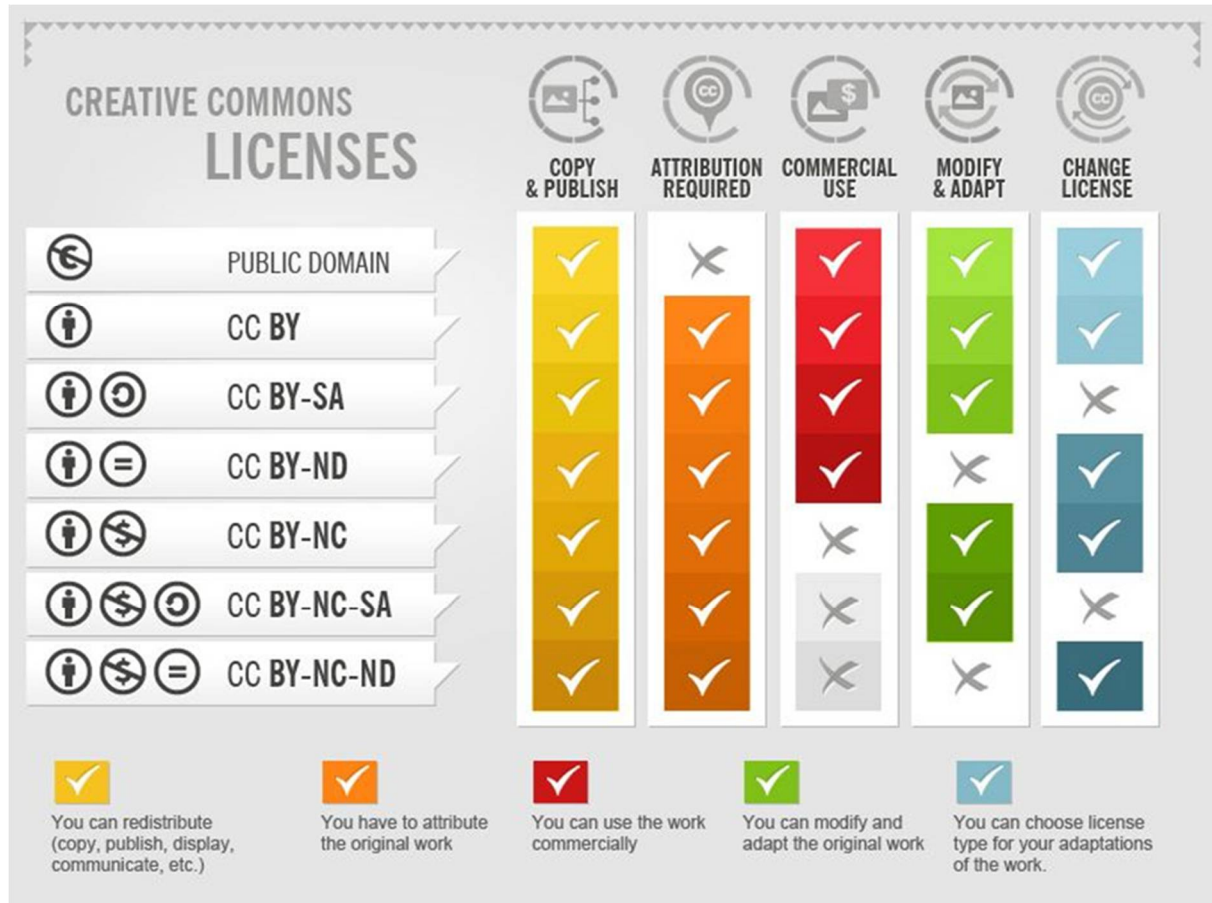 CREATIVE COMMONS
LICENSES
COPY
& PUBLISH
ATTRIBUTION
REQUIRED
COMMERCIAL
USE
MODIFY
& ADAPT
CHANGE
LICENSE
PUBLIC DOMAIN
CC BY
CC BY-SA
CC BY-ND
CC BY-NC
CC BY-NC-SA
CC BY-NC-ND
You can redistribute
(copy, publish, display,
communicate, etc.)
You have to attribute
the original work
You can use the work
commercially
You can modify and
adapt the original work
You can choose license
type for your adaptations
of the work.